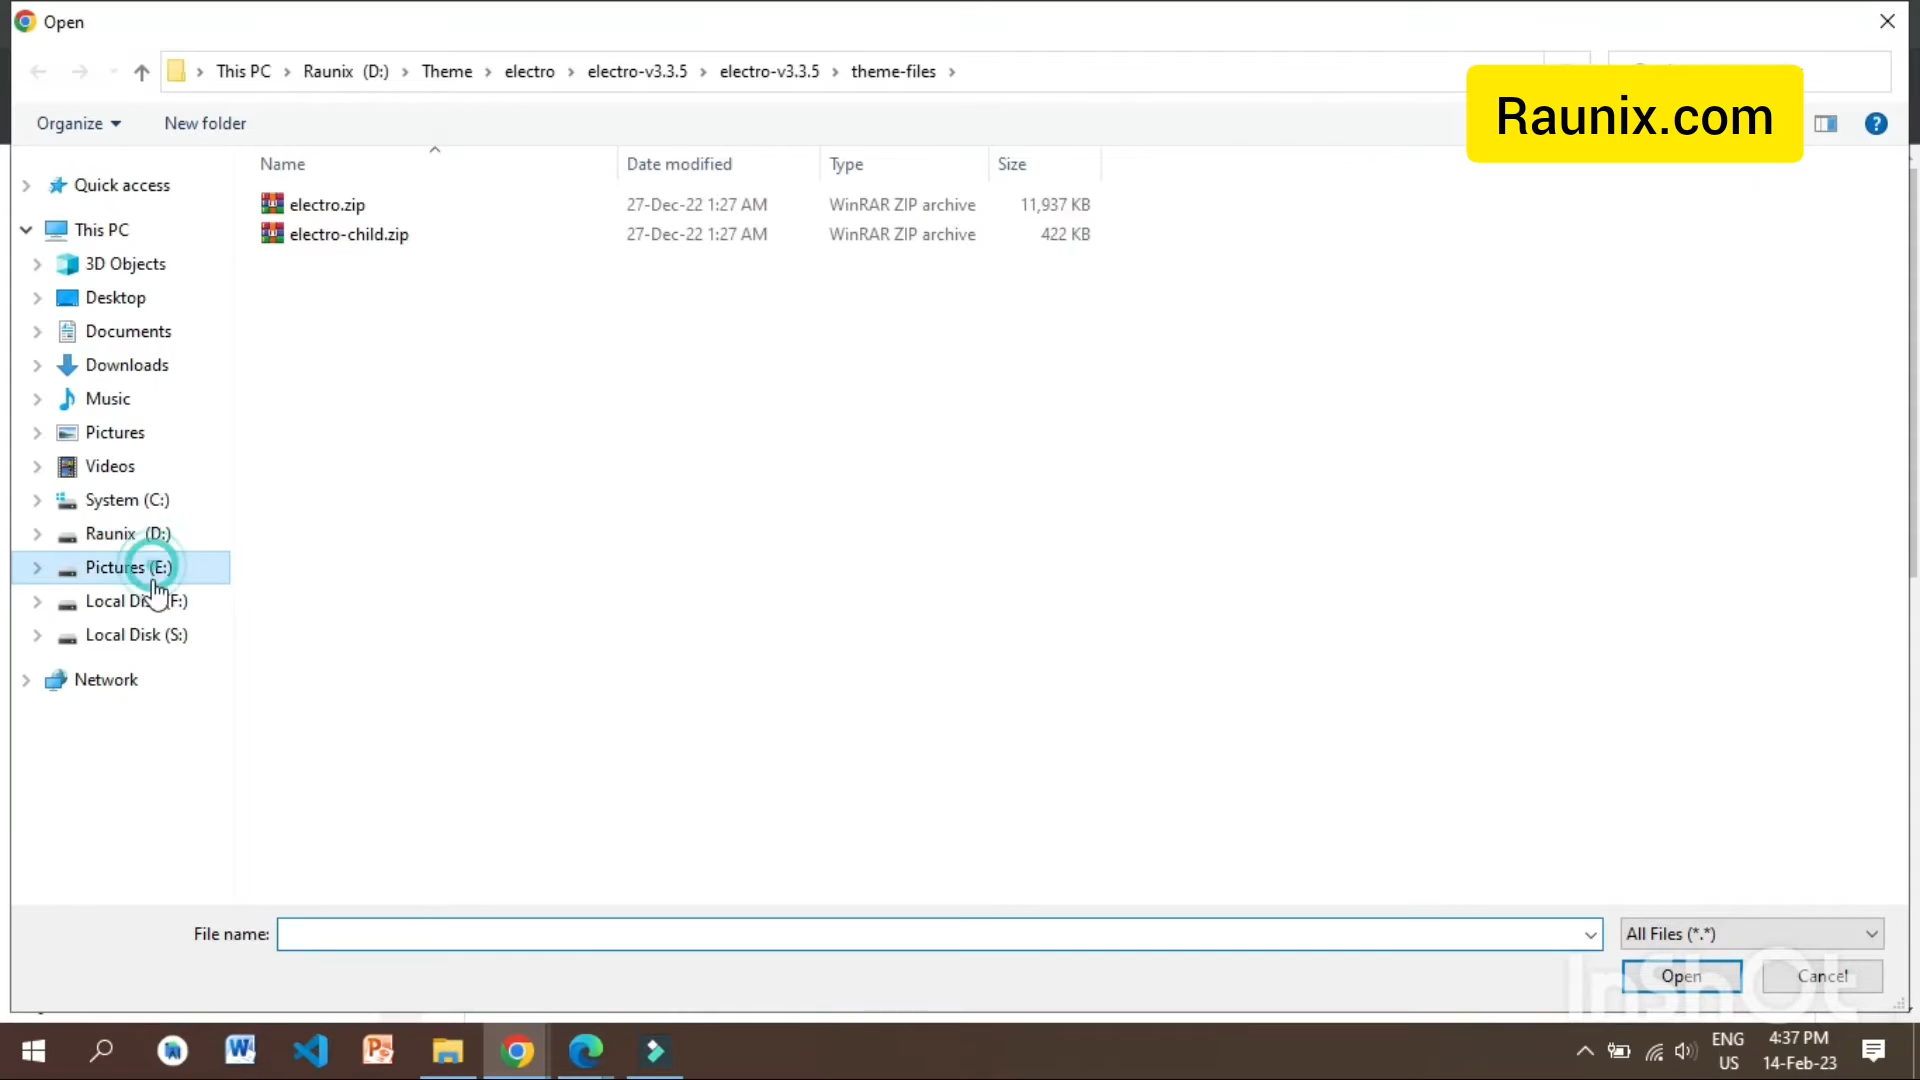 Open
This PC > Raunix (D:) > Theme > electro > electro-v3.3.5 > electro-v3.3.5 > theme-files >
Raunix.com
Organize
New folder
Name
Date modified
Type
Size
Quick access
electro.zip
27-Dec-22 1:27 AM
WinRAR ZIP archive
11,937 KB
electro-child.zip
27-Dec-22 1:27 AM
WinRAR ZIP archive
422 KB
This PC
3D Objects
Desktop
Documents
Downloads
Music
Pictures
Videos
System (C:)
Raunix (D:)
Pictures (E:)
Local Disk (F:)
Local Disk (S:)
Network
File name:
All Files (*.*)
Open
Cancel
InShOt
ENG
US
4:37 PM
14-Feb-23